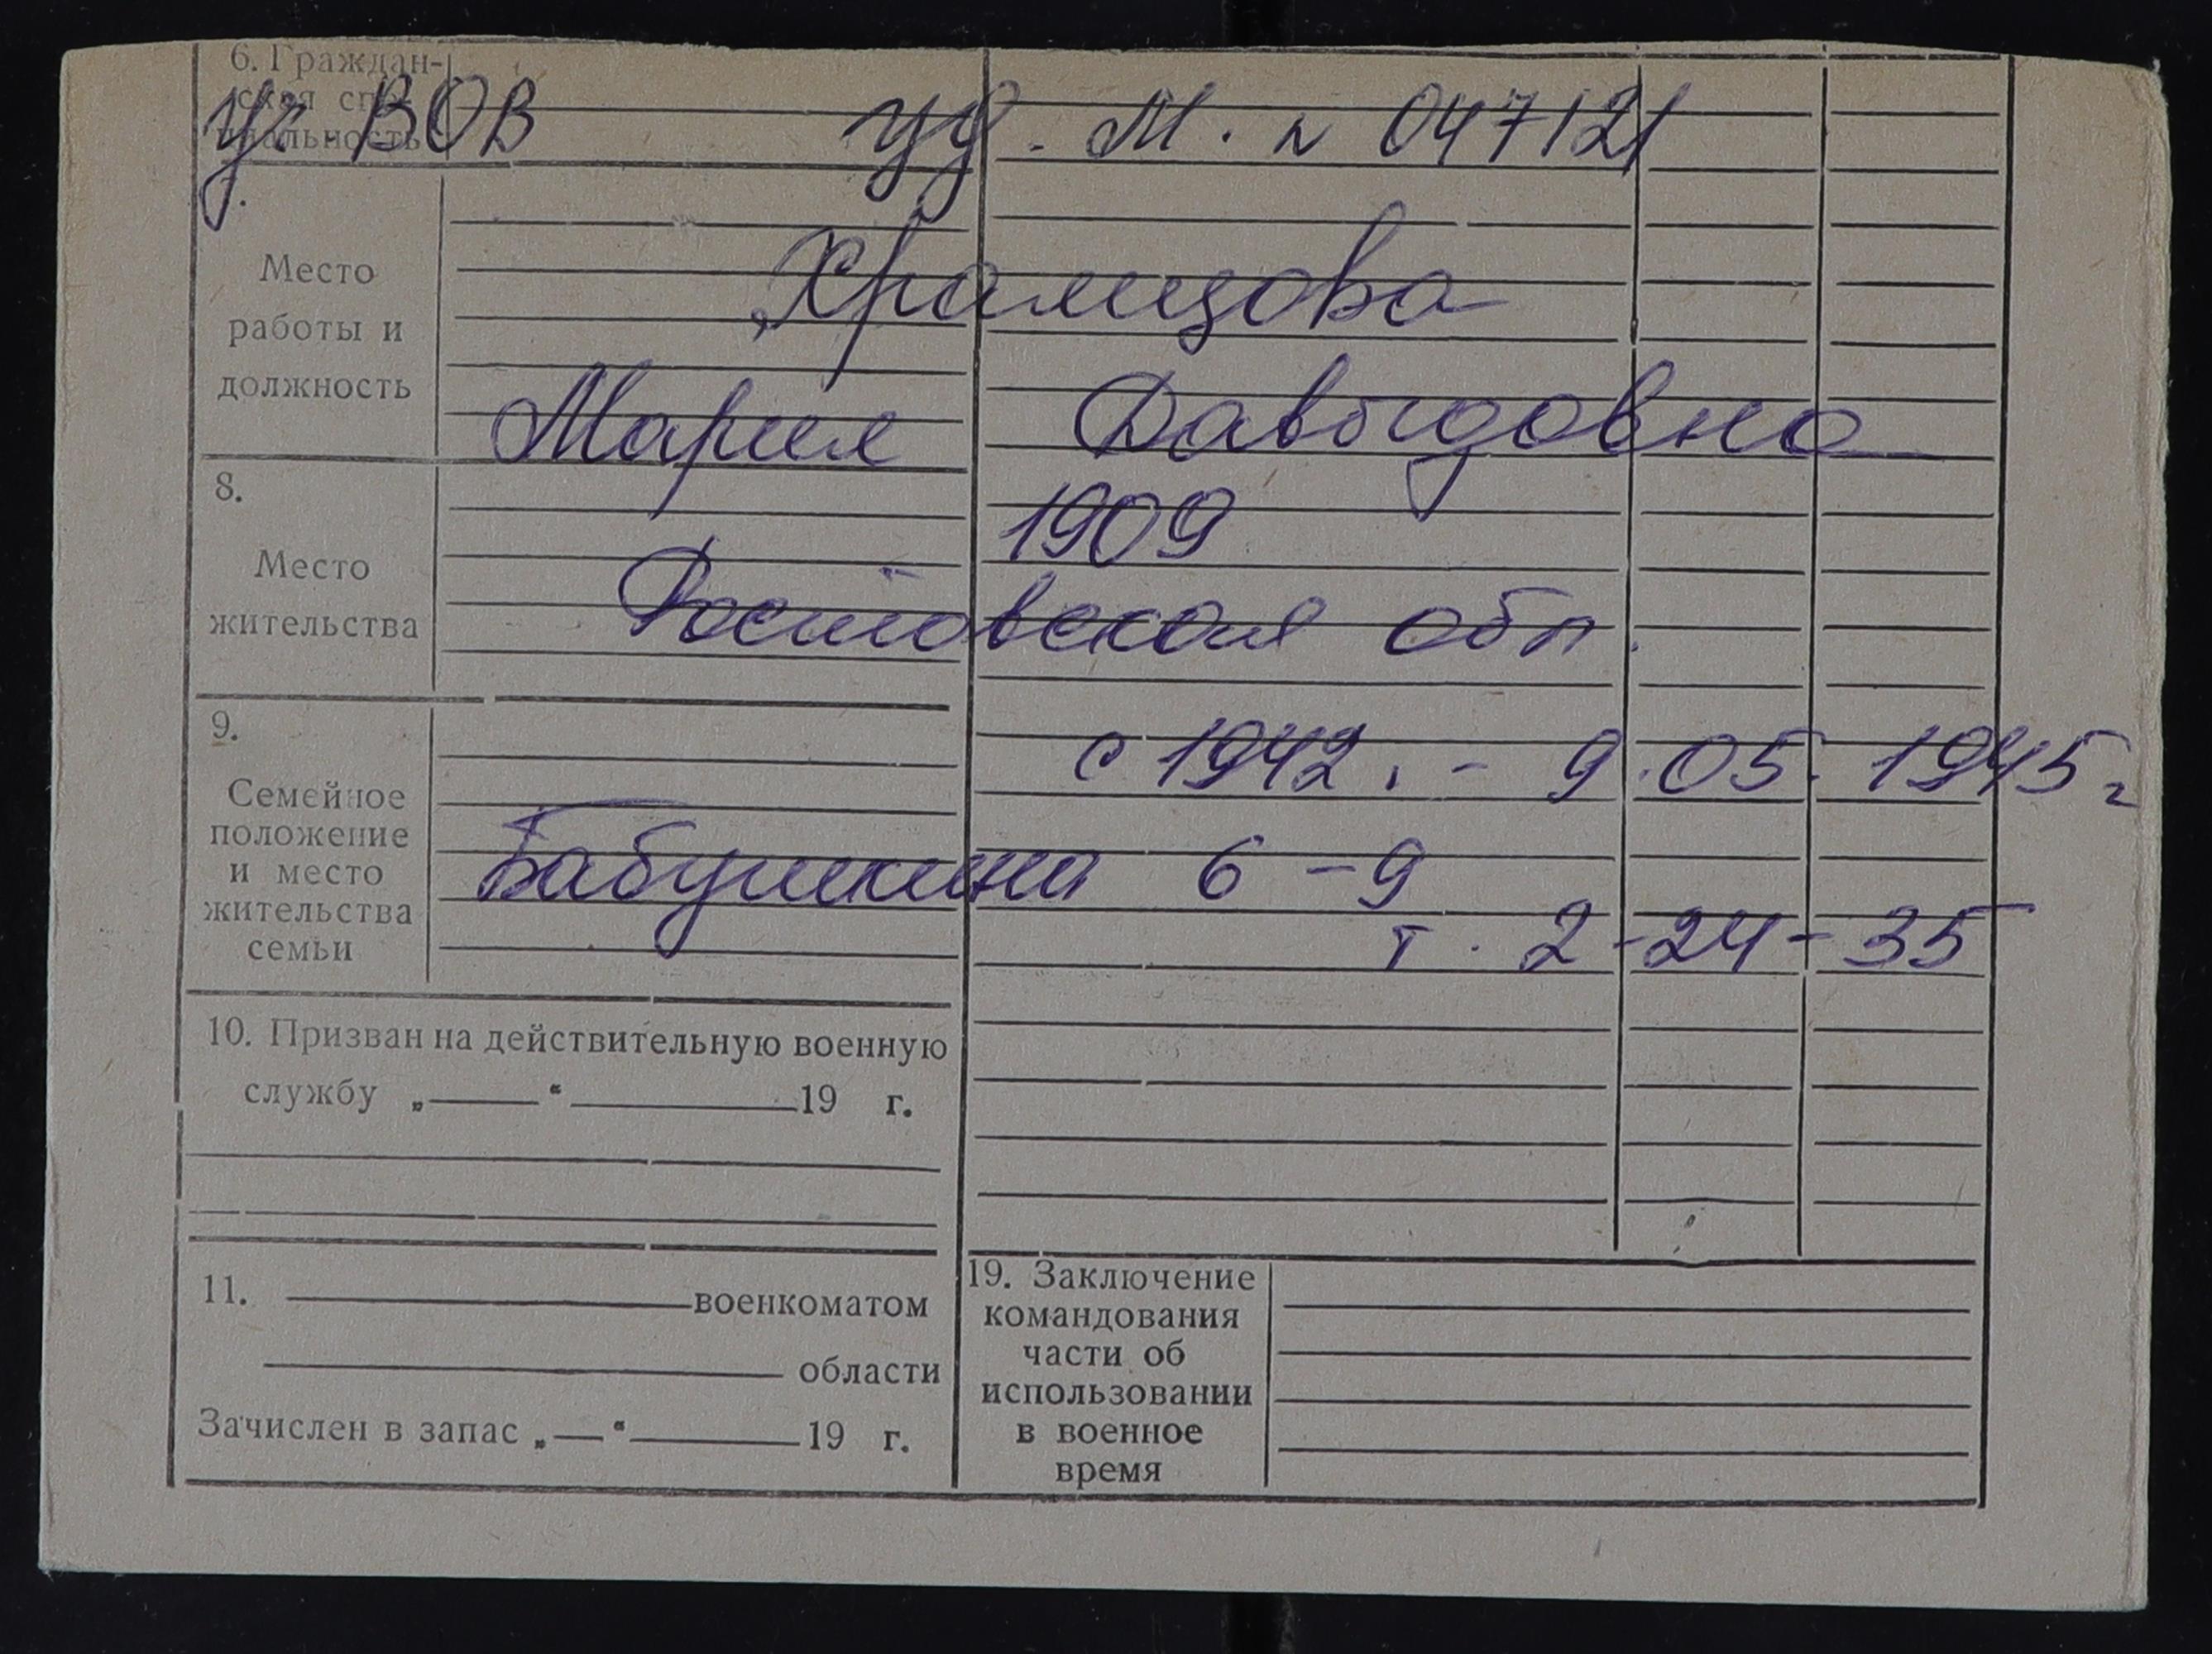 6. Граждан-
ская спе-
циальность
у. ВОВ уд. М. № 047121
7.
Место
работы и
должность
Храмцова
Мария Давыдовна
1909
8.
Место
жительства
Ростовская обл.
9.
Семейное
положение
и место
жительства
семьи
с 1942. - 9.05.1945 г
Бабушкина 6-9
т. 2-24-35
10. Призван на действительную военную
службу „ “ 19 г.
11. военкоматом
области
Зачислен в запас „ “ 19 г.
19. Заключение
командования
части об
использовании
в военное
время